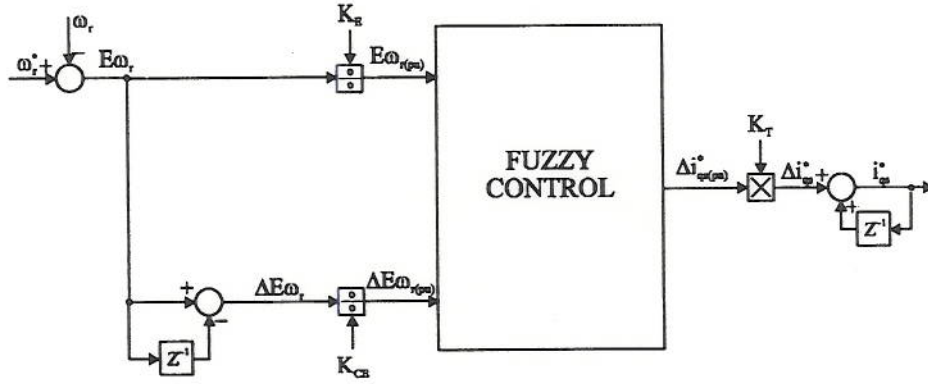 ω_r
K_E
ω_r* +
−
Eω_r
÷
Eω_r(pu)
FUZZY
CONTROL
K_T
Δi*_qs(pu)
×
Δi*_qs +
+
i*_qs
Z⁻¹
+
−
ΔEω_r
÷
ΔEω_r(pu)
Z⁻¹
K_CE